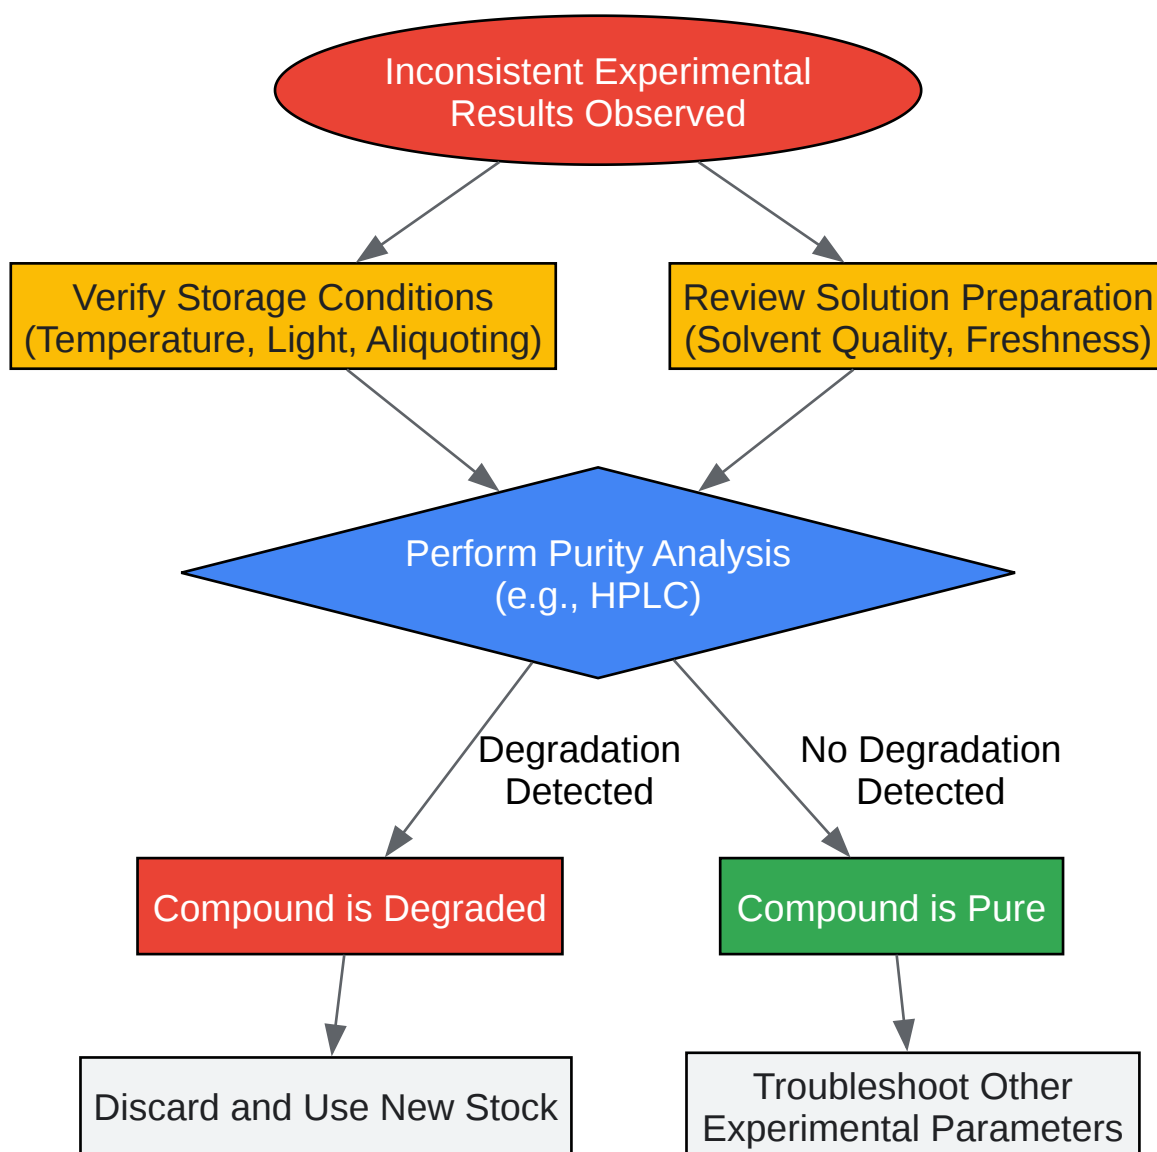 Inconsistent Experimental
Results Observed
Verify Storage Conditions
(Temperature, Light, Aliquoting)
Review Solution Preparation
(Solvent Quality, Freshness)
Perform Purity Analysis
(e.g., HPLC)
Degradation
Detected
No Degradation
Detected
Compound is Degraded
Compound is Pure
Discard and Use New Stock
Troubleshoot Other
Experimental Parameters